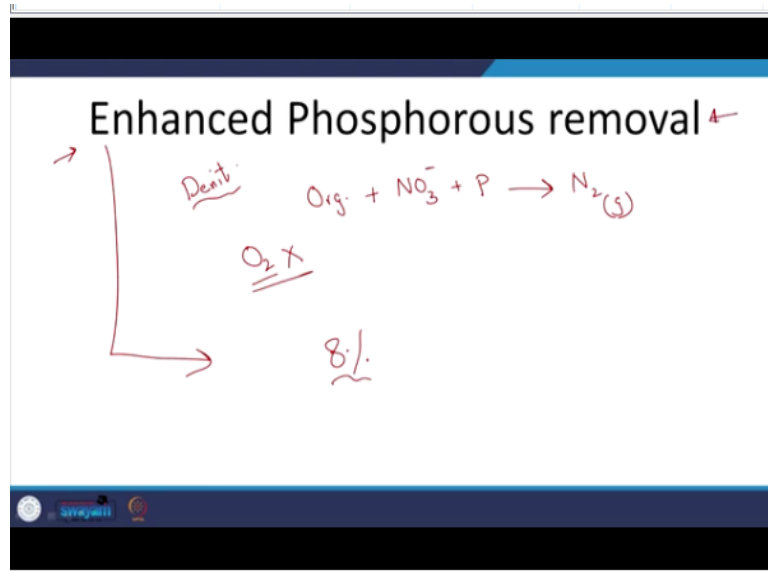 Enhanced Phosphorous removal
Denit.
Org. + NO₃⁻ + P → N₂(g)
O₂ X
8%
swayam